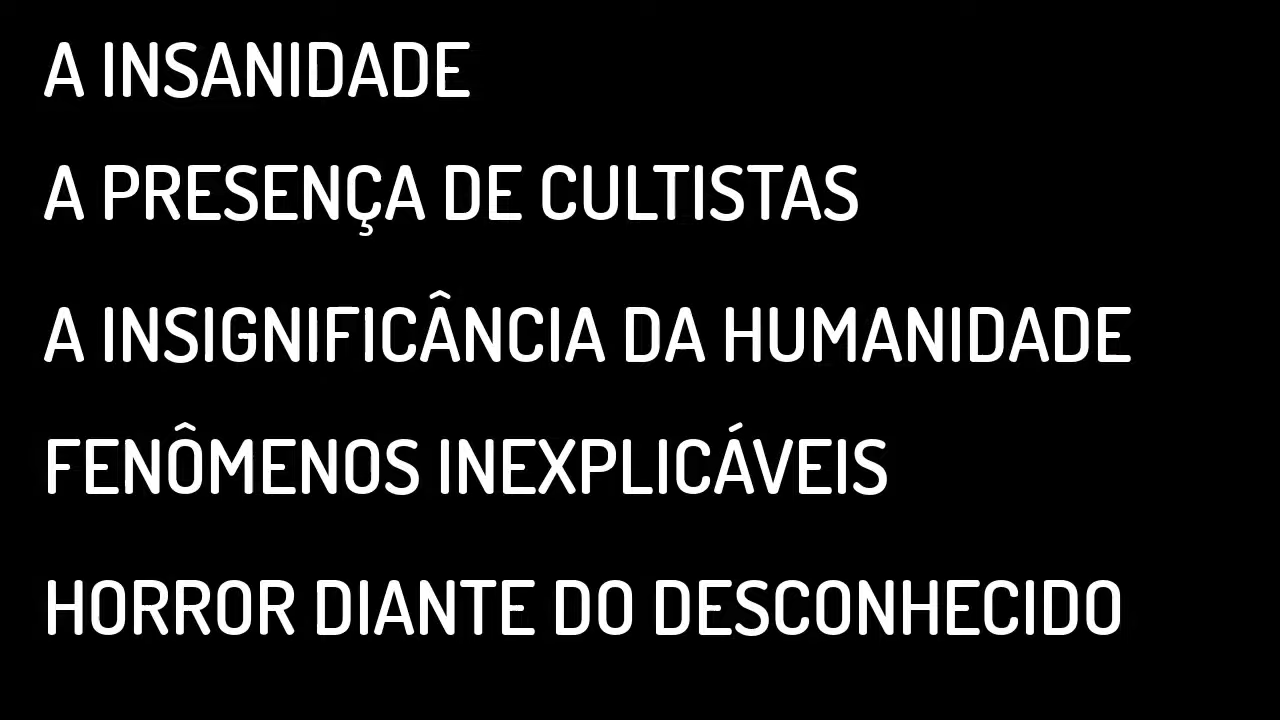 A INSANIDADE
A PRESENÇA DE CULTISTAS
A INSIGNIFICÂNCIA DA HUMANIDADE
FENÔMENOS INEXPLICÁVEIS
HORROR DIANTE DO DESCONHECIDO